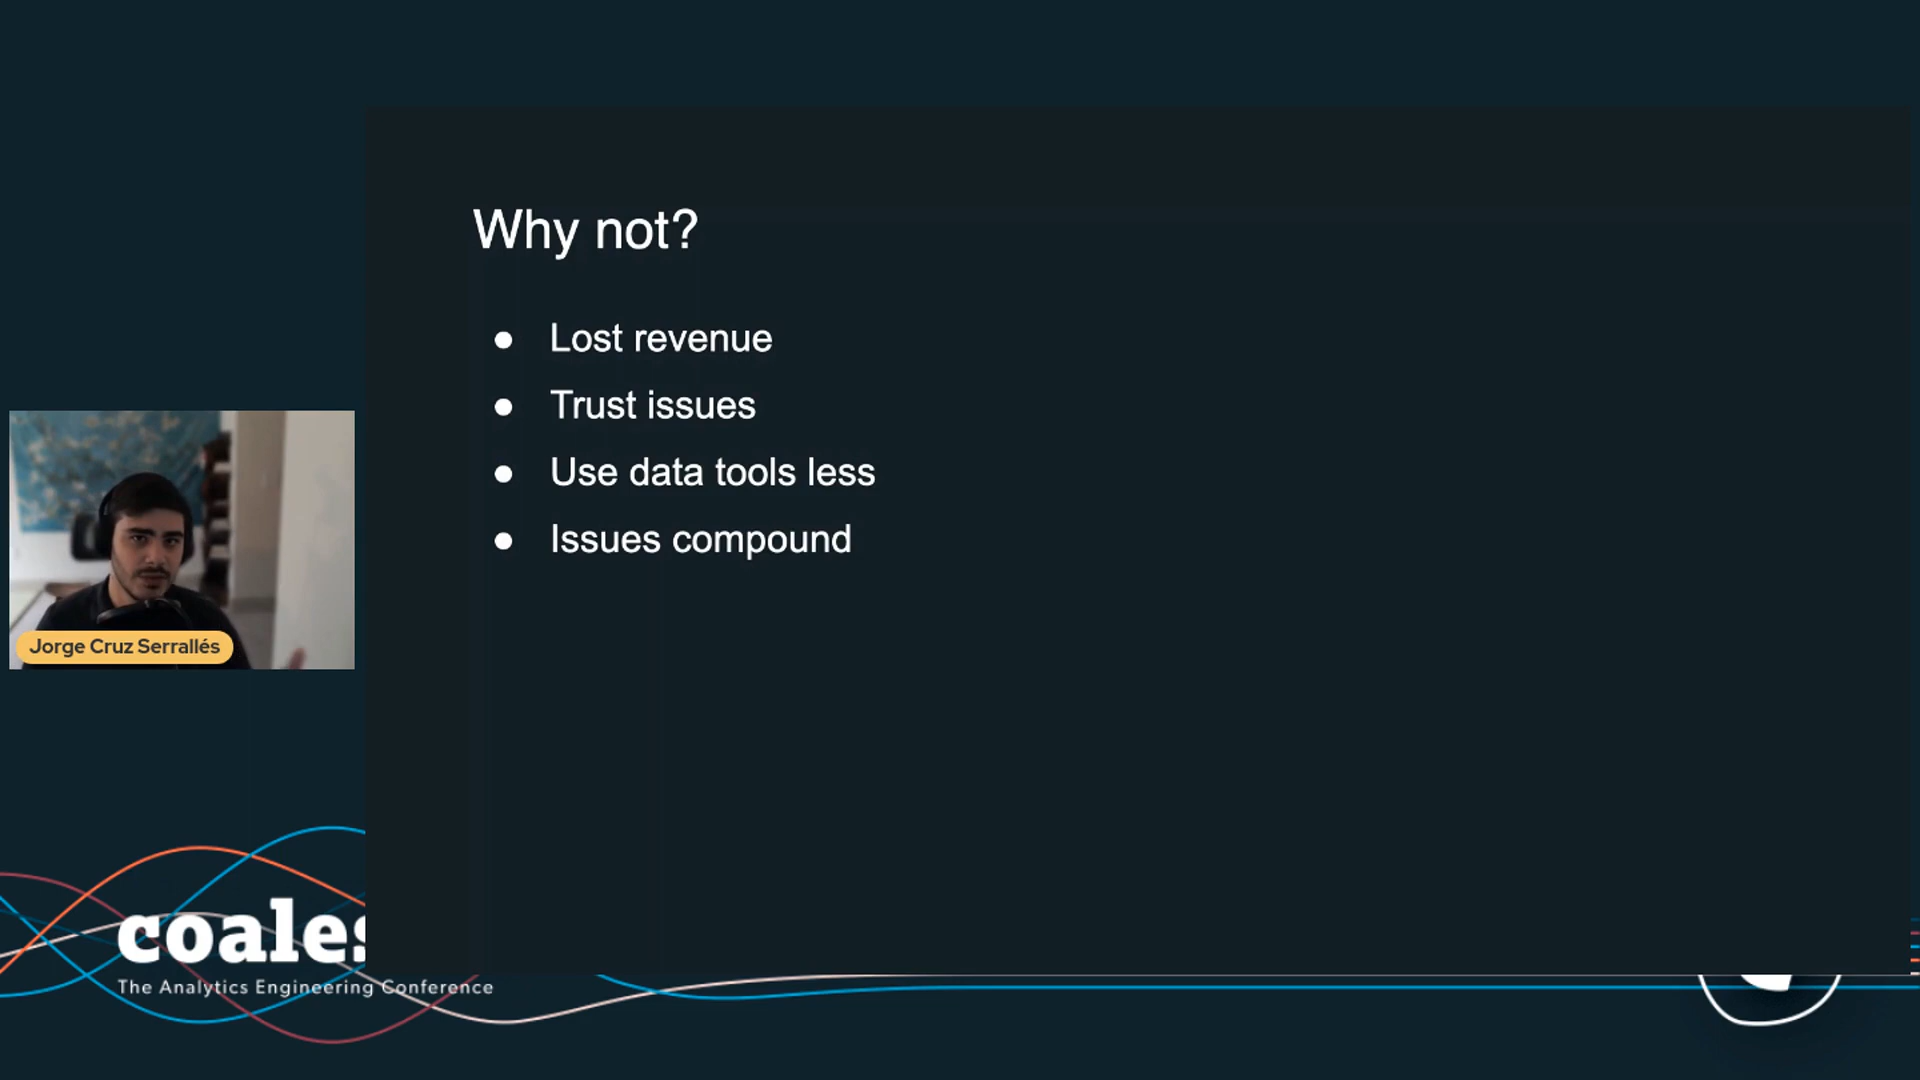 Why not?
● Lost revenue
● Trust issues
● Use data tools less
● Issues compound
Jorge Cruz Serrallés
coales
The Analytics Engineering Conference